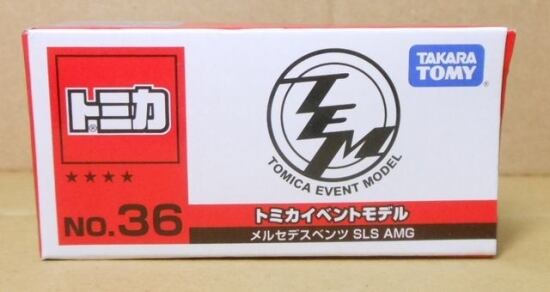 トミカ
®
★★★★
NO.36
TEM
TOMICA EVENT MODEL
TAKARA
TOMY
®
トミカイベントモデル
メルセデスベンツ SLS AMG